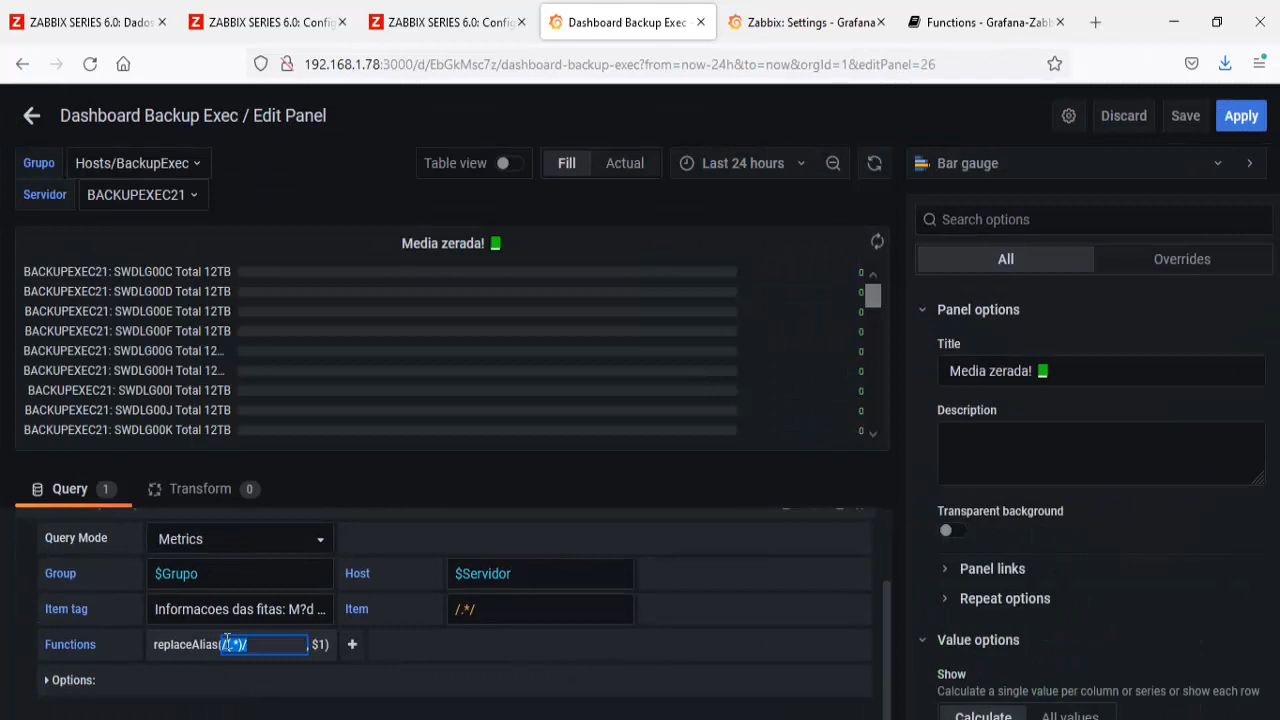 ZABBIX SERIES 6.0: Dados
ZABBIX SERIES 6.0: Config
ZABBIX SERIES 6.0: Config
Dashboard Backup Exec -
Zabbix: Settings - Grafana
Functions - Grafana-Zabb
192.168.1.78:3000/d/EbGkMsc7z/dashboard-backup-exec?from=now-24h&to=now&orgId=1&editPanel=26
Dashboard Backup Exec / Edit Panel
Discard
Save
Apply
Grupo
Hosts/BackupExec
Table view
Fill
Actual
Last 24 hours
Bar gauge
Servidor
BACKUPEXEC21
Search options
Media zerada!
All
Overrides
BACKUPEXEC21: SWDLG00C Total 12TB 0
BACKUPEXEC21: SWDLG00D Total 12TB 0
BACKUPEXEC21: SWDLG00E Total 12TB 0
BACKUPEXEC21: SWDLG00F Total 12TB 0
BACKUPEXEC21: SWDLG00G Total 12... 0
BACKUPEXEC21: SWDLG00H Total 12... 0
BACKUPEXEC21: SWDLG00I Total 12TB 0
BACKUPEXEC21: SWDLG00J Total 12TB 0
BACKUPEXEC21: SWDLG00K Total 12TB 0
Panel options
Title
Media zerada!
Description
Transparent background
Panel links
Repeat options
Value options
Show
Calculate a single value per column or series or show each row
Calculate
All values
Query 1
Transform 0
Query Mode
Metrics
Group
$Grupo
Host
$Servidor
Item tag
Informacoes das fitas: M?d ...
Item
/.*/
Functions
replaceAlias(/(.*)/, $1)
+
Options: